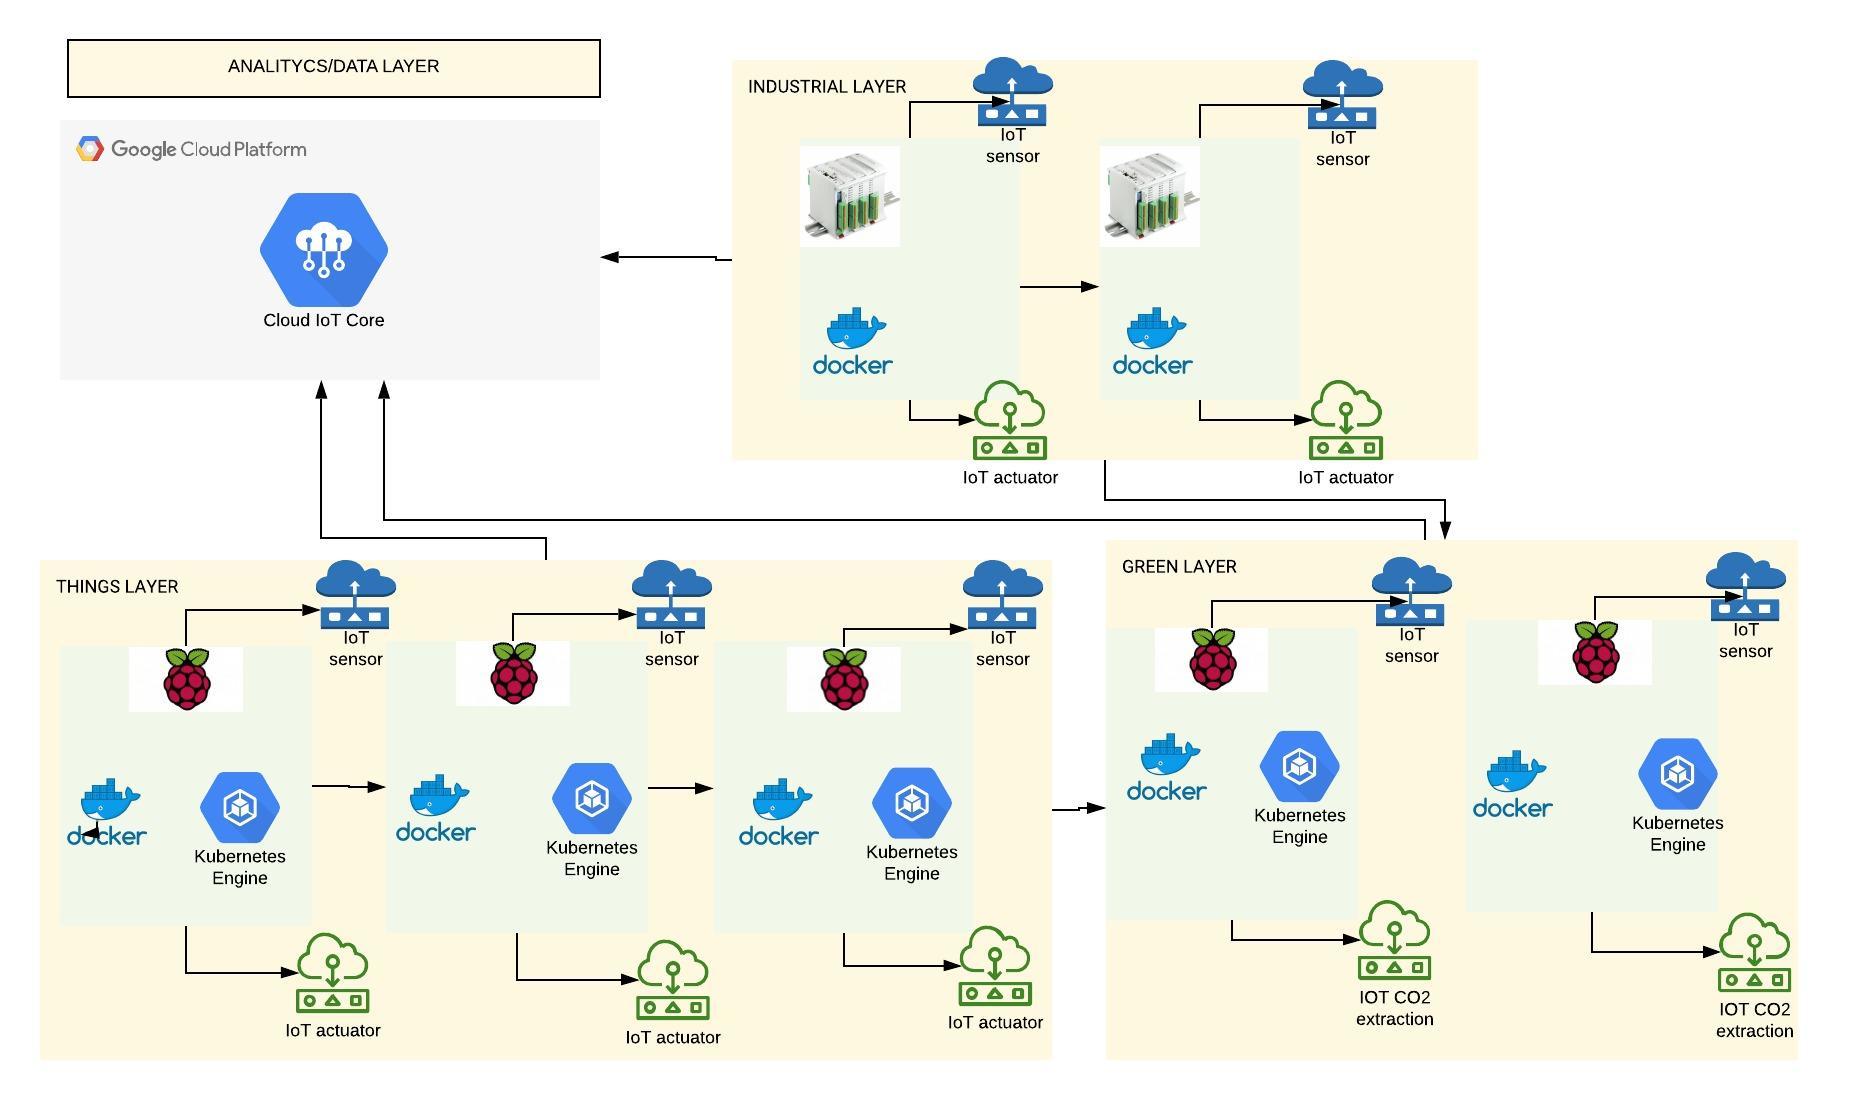 ANALITYCS/DATA LAYER
Google Cloud Platform
Cloud IoT Core
INDUSTRIAL LAYER
IoT
sensor
IoT
sensor
docker
docker
IoT actuator
IoT actuator
THINGS LAYER
IoT
sensor
IoT
sensor
IoT
sensor
docker
Kubernetes
Engine
docker
Kubernetes
Engine
docker
Kubernetes
Engine
IoT actuator
IoT actuator
IoT actuator
GREEN LAYER
IoT
sensor
IoT
sensor
docker
Kubernetes
Engine
docker
Kubernetes
Engine
IOT CO2
extraction
IOT CO2
extraction